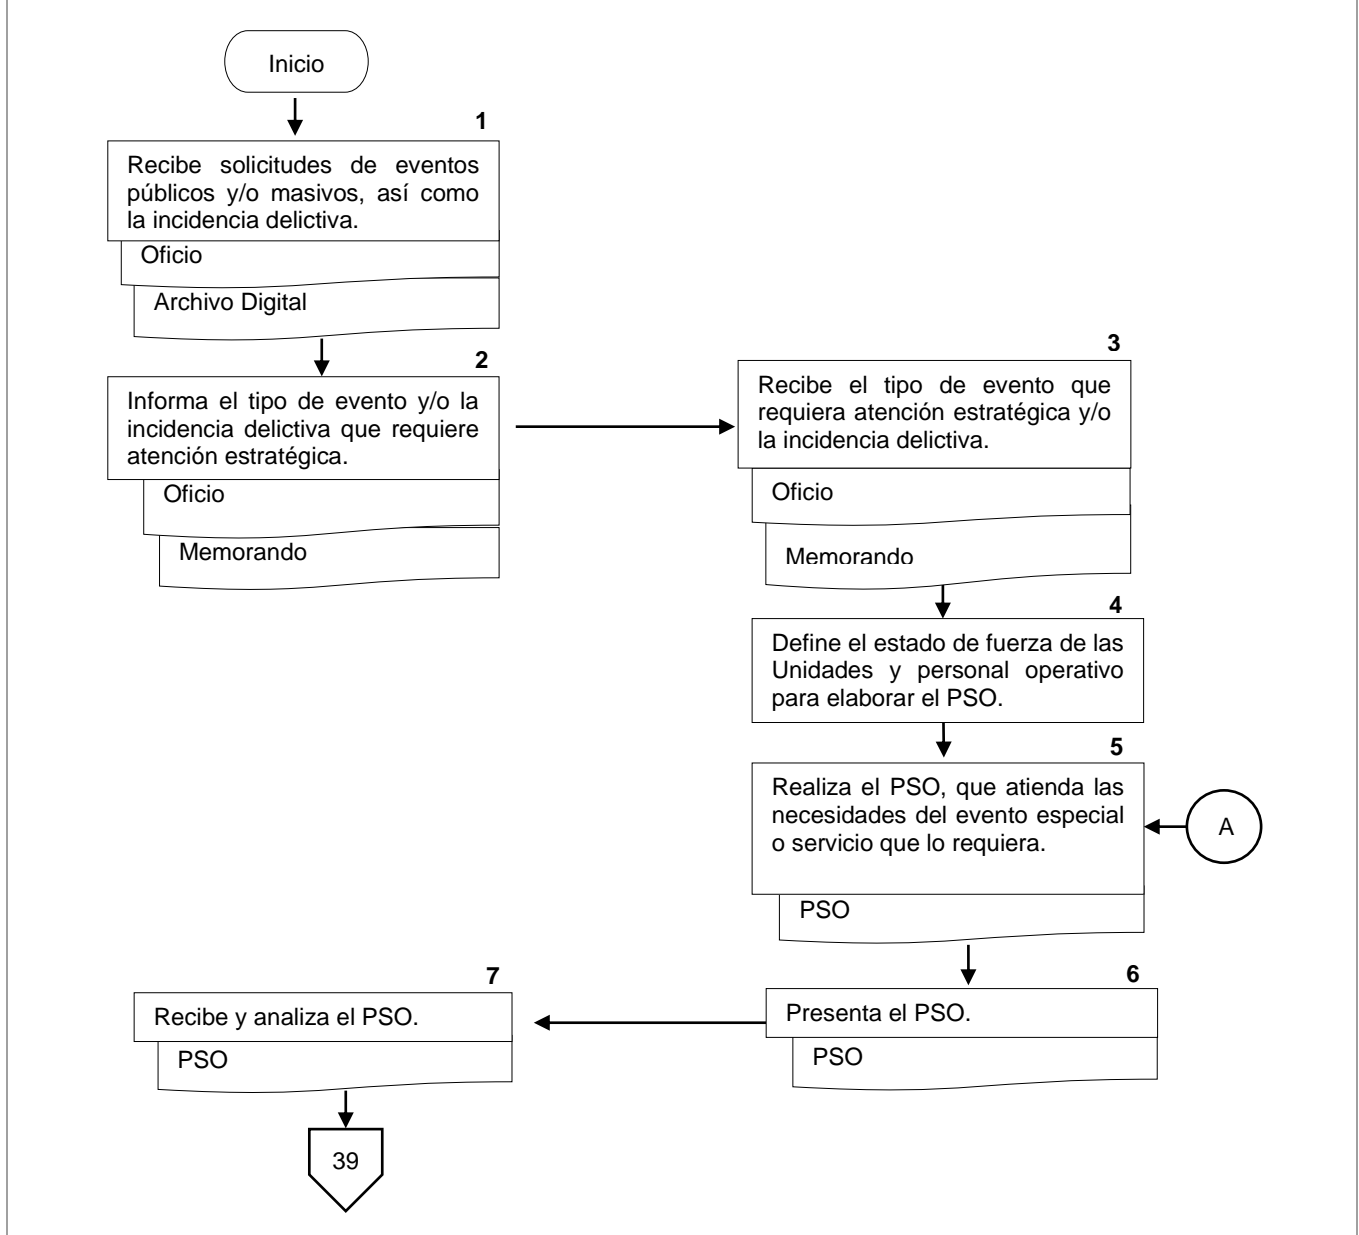 Inicio
1
Recibe solicitudes de eventos
públicos y/o masivos, así como
la incidencia delictiva.
Oficio
Archivo Digital
2
Informa el tipo de evento y/o la
incidencia delictiva que requiere
atención estratégica.
Oficio
Memorando
3
Recibe el tipo de evento que
requiera atención estratégica y/o
la incidencia delictiva.
Oficio
Memorando
4
Define el estado de fuerza de las
Unidades y personal operativo
para elaborar el PSO.
5
Realiza el PSO, que atienda las
necesidades del evento especial
o servicio que lo requiera.
A
PSO
6
Presenta el PSO.
PSO
7
Recibe y analiza el PSO.
PSO
39